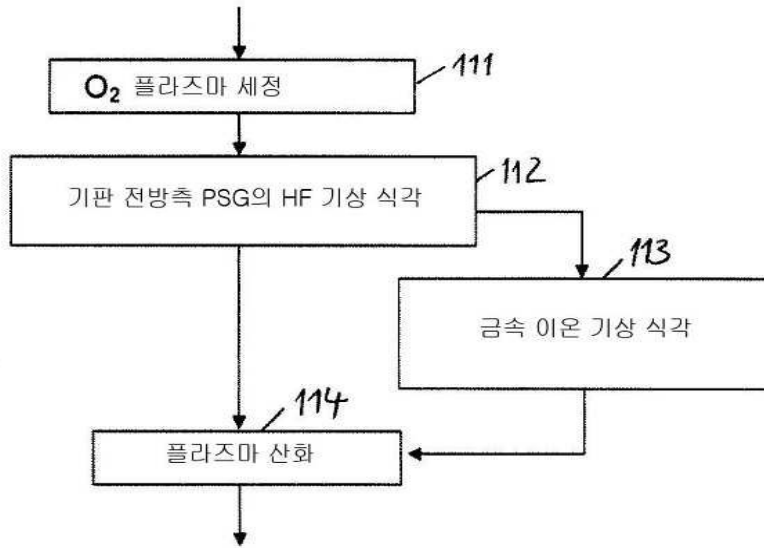 O₂ 플라즈마 세정
111
기판 전방측 PSG의 HF 기상 식각
112
113
금속 이온 기상 식각
114
플라즈마 산화